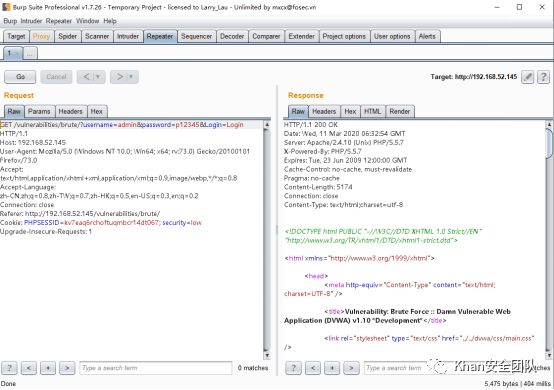 Burp Suite Professional v1.7.26 - Temporary Project - licensed to Larry_Lau - Unlimited by mxcx@fosec.vn
Burp Intruder Repeater Window Help
Target Proxy Spider Scanner Intruder Repeater Sequencer Decoder Comparer Extender Project options User options Alerts
1 × ...
Go Cancel < | ▾ > | ▾ Target: http://192.168.52.145 ?
Request
Raw Params Headers Hex
GET /vulnerabilities/brute/?username=admin&password=p12345&Login=Login
HTTP/1.1
Host: 192.168.52.145
User-Agent: Mozilla/5.0 (Windows NT 10.0; Win64; x64; rv:73.0) Gecko/20100101
Firefox/73.0
Accept:
text/html,application/xhtml+xml,application/xml;q=0.9,image/webp,*/*;q=0.8
Accept-Language:
zh-CN,zh;q=0.8,zh-TW;q=0.7,zh-HK;q=0.5,en-US;q=0.3,en;q=0.2
Connection: close
Referer: http://192.168.52.145/vulnerabilities/brute/
Cookie: PHPSESSID=kv7eaq6rchoftuqmbcr14dt067; security=low
Upgrade-Insecure-Requests: 1
? < + > Type a search term 0 matches
Response
Raw Headers Hex HTML Render
HTTP/1.1 200 OK
Date: Wed, 11 Mar 2020 06:32:54 GMT
Server: Apache/2.4.10 (Unix) PHP/5.5.7
X-Powered-By: PHP/5.5.7
Expires: Tue, 23 Jun 2009 12:00:00 GMT
Cache-Control: no-cache, must-revalidate
Pragma: no-cache
Content-Length: 5174
Connection: close
Content-Type: text/html;charset=utf-8
<!DOCTYPE html PUBLIC "-//W3C//DTD XHTML 1.0 Strict//EN"
"http://www.w3.org/TR/xhtml1/DTD/xhtml1-strict.dtd">
<html xmlns="http://www.w3.org/1999/xhtml">
<head>
<meta http-equiv="Content-Type" content="text/html;
charset=UTF-8" />
<title>Vulnerability: Brute Force :: Damn Vulnerable Web
Application (DVWA) v1.10 *Development*</title>
<link rel="stylesheet" type="text/css" href="../../dvwa/css/main.css"
/>
? < + > Type a search term
Khan安全团队
Done 5,475 bytes | 404 millis